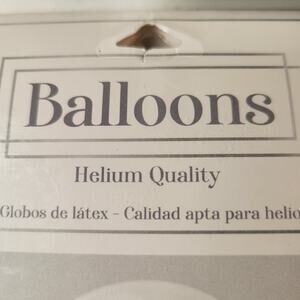 Balloons
Helium Quality
Globos de látex - Calidad apta para helio